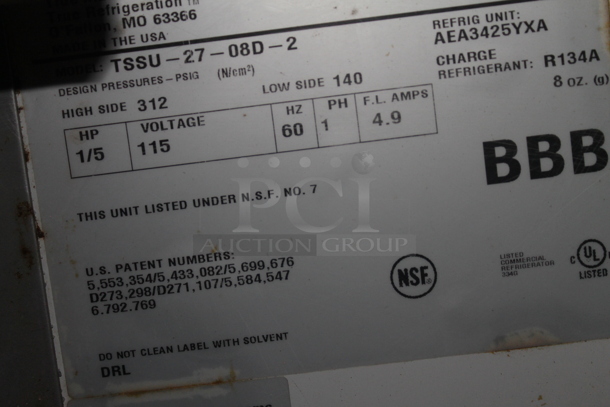 Refrigeration
MO 63366
IN THE USA
TSSU-27-08D-2
DESIGN PRESSURES-PSIG (N/cm²)
HIGH SIDE 312 LOW SIDE 140
REFRIG UNIT:
AEA3425YXA
CHARGE
REFRIGERANT: R134A
8 oz. (g)
HP VOLTAGE HZ PH F.L. AMPS
1/5 115 60 1 4.9
BBB
THIS UNIT LISTED UNDER N.S.F. NO. 7
PCI
AUCTION GROUP
U.S. PATENT NUMBERS:
5,553,354/5,433,082/5,699,676
D273,298/D271,107/5,584,547
6.792.769
NSF.
LISTED
COMMERCIAL
REFRIGERATOR
C UL
LISTED
DO NOT CLEAN LABEL WITH SOLVENT
DRL